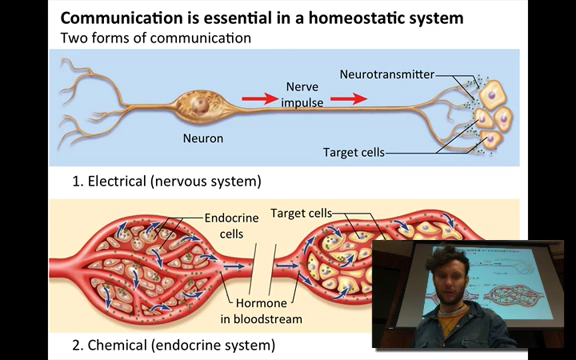 Communication is essential in a homeostatic system
Two forms of communication
Neurotransmitter
Nerve
impulse
Neuron
Target cells
1. Electrical (nervous system)
Endocrine
cells
Target cells
Hormone
in bloodstream
2. Chemical (endocrine system)